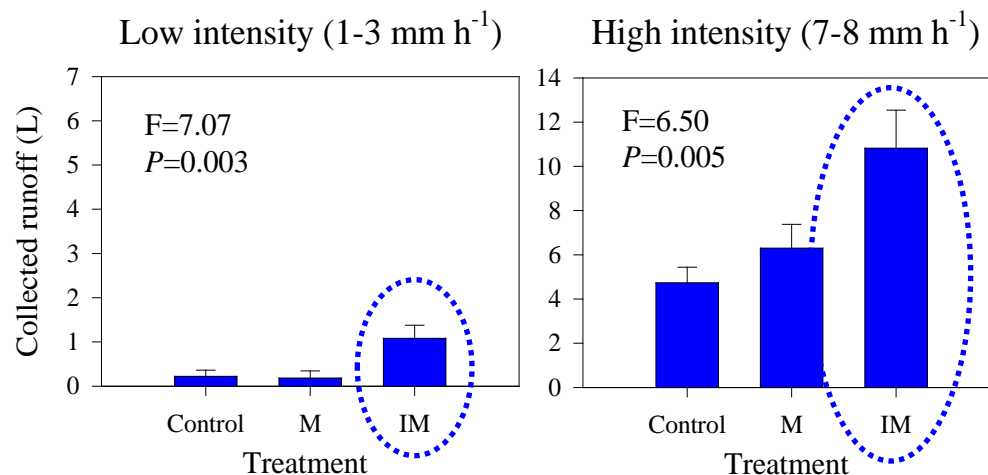 Low intensity (1-3 mm h⁻¹)
7
6
5
4
3
2
1
0
Collected runoff (L)
F=7.07
P=0.003
Control M IM
Treatment
High intensity (7-8 mm h⁻¹)
14
12
10
8
6
4
2
0
F=6.50
P=0.005
Control M IM
Treatment